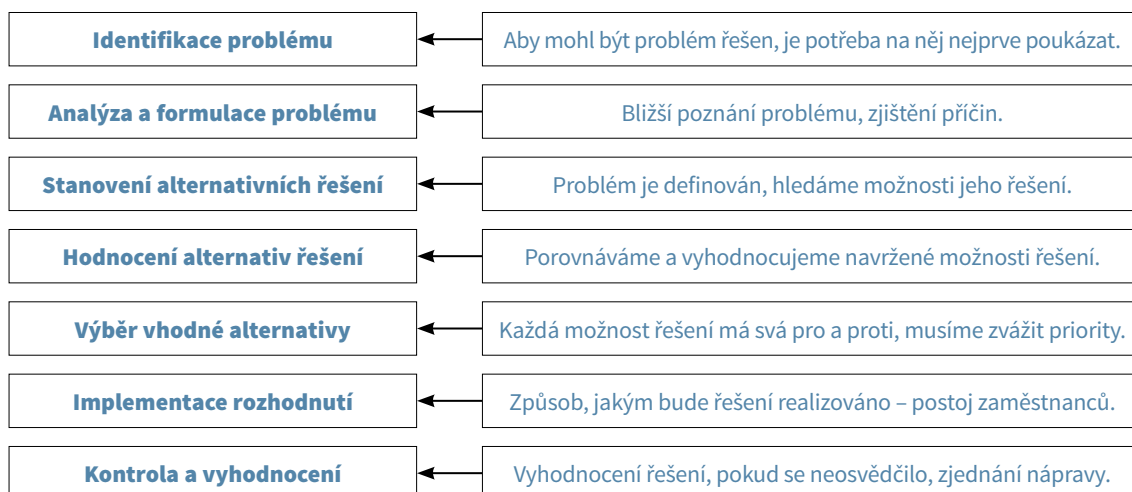 Identifikace problému
Aby mohl být problém řešen, je potřeba na něj nejprve poukázat.
Analýza a formulace problému
Bližší poznání problému, zjištění příčin.
Stanovení alternativních řešení
Problém je definován, hledáme možnosti jeho řešení.
Hodnocení alternativ řešení
Porovnáváme a vyhodnocujeme navržené možnosti řešení.
Výběr vhodné alternativy
Každá možnost řešení má svá pro a proti, musíme zvážit priority.
Implementace rozhodnutí
Způsob, jakým bude řešení realizováno – postoj zaměstnanců.
Kontrola a vyhodnocení
Vyhodnocení řešení, pokud se neosvědčilo, zjednání nápravy.